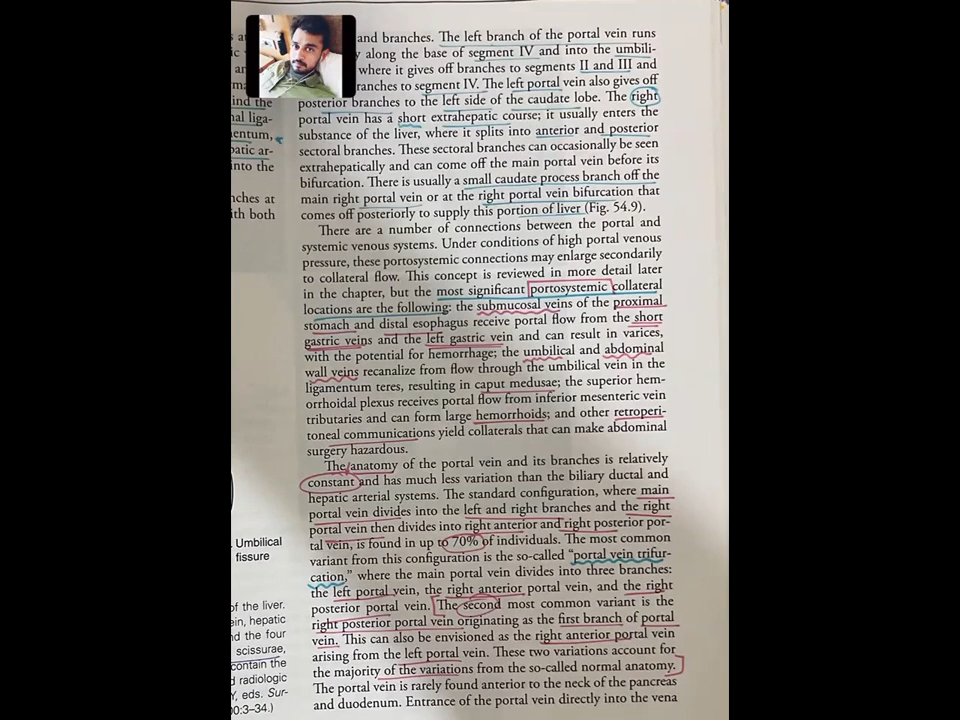 and branches. The left branch of the portal vein runs
along the base of segment IV and into the umbili-
where it gives off branches to segments II and III and
ranches to segment IV. The left portal vein also gives off
posterior branches to the left side of the caudate lobe. The right
portal vein has a short extrahepatic course; it usually enters the
substance of the liver, where it splits into anterior and posterior
sectoral branches. These sectoral branches can occasionally be seen
extrahepatically and can come off the main portal vein before its
bifurcation. There is usually a small caudate process branch off the
main right portal vein or at the right portal vein bifurcation that
comes off posteriorly to supply this portion of liver (Fig. 54.9).
There are a number of connections between the portal and
systemic venous systems. Under conditions of high portal venous
pressure, these portosystemic connections may enlarge secondarily
to collateral flow. This concept is reviewed in more detail later
in the chapter, but the most significant portosystemic collateral
locations are the following: the submucosal veins of the proximal
stomach and distal esophagus receive portal flow from the short
gastric veins and the left gastric vein and can result in varices,
with the potential for hemorrhage; the umbilical and abdominal
wall veins recanalize from flow through the umbilical vein in the
ligamentum teres, resulting in caput medusae; the superior hem-
orrhoidal plexus receives portal flow from inferior mesenteric vein
tributaries and can form large hemorrhoids; and other retroperi-
toneal communications yield collaterals that can make abdominal
surgery hazardous.
The anatomy of the portal vein and its branches is relatively
constant and has much less variation than the biliary ductal and
hepatic arterial systems. The standard configuration, where main
portal vein divides into the left and right branches and the right
portal vein then divides into right anterior and right posterior por-
tal vein, is found in up to 70% of individuals. The most common
variant from this configuration is the so-called “portal vein trifur-
cation,” where the main portal vein divides into three branches:
the left portal vein, the right anterior portal vein, and the right
posterior portal vein. The second most common variant is the
right posterior portal vein originating as the first branch of portal
vein. This can also be envisioned as the right anterior portal vein
arising from the left portal vein. These two variations account for
the majority of the variations from the so-called normal anatomy.
The portal vein is rarely found anterior to the neck of the pancreas
and duodenum. Entrance of the portal vein directly into the vena
ind the
nal liga-
entum,
patic ar-
into the
nches at
ith both
Umbilical
fissure
of the liver.
ein, hepatic
nd the four
scissurae,
contain the
d radiologic
Y, eds. Sur-
00:3–34.)